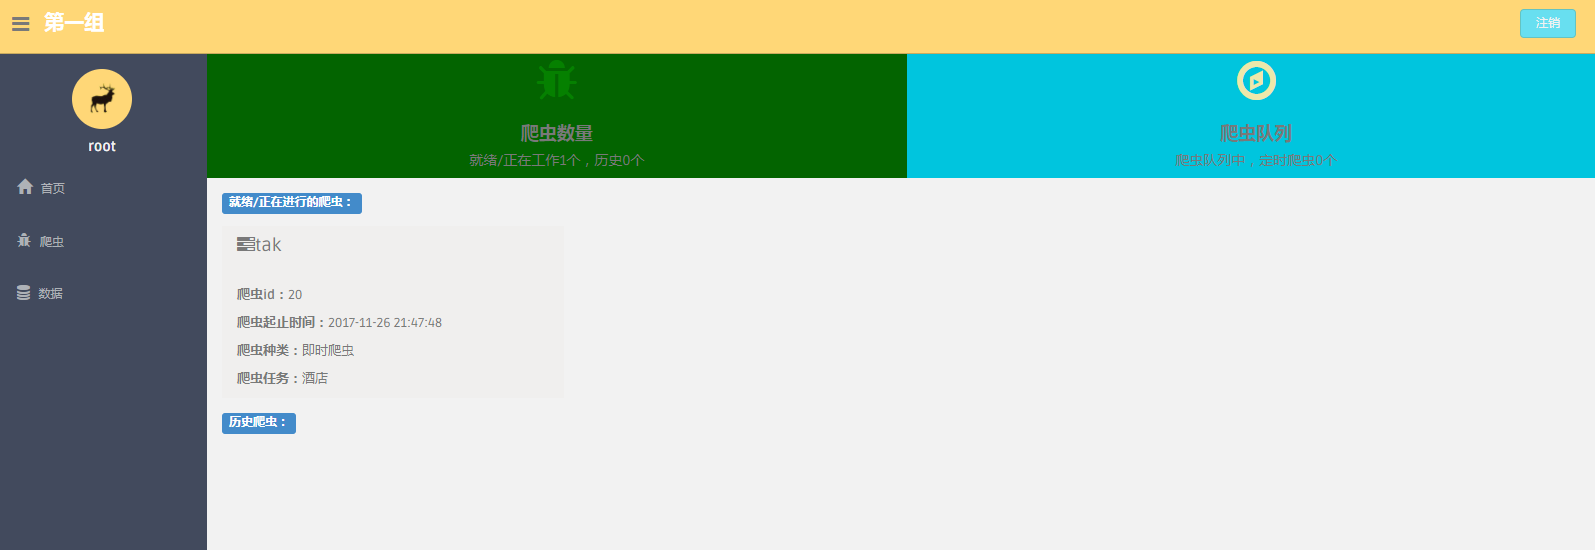 第一组
注销
root
首页
爬虫
数据
爬虫数量
就绪/正在工作1个，历史0个
爬虫队列
爬虫队列中，定时爬虫0个
就绪/正在进行的爬虫：
tak
爬虫id：20
爬虫起止时间：2017-11-26 21:47:48
爬虫种类：即时爬虫
爬虫任务：酒店
历史爬虫：